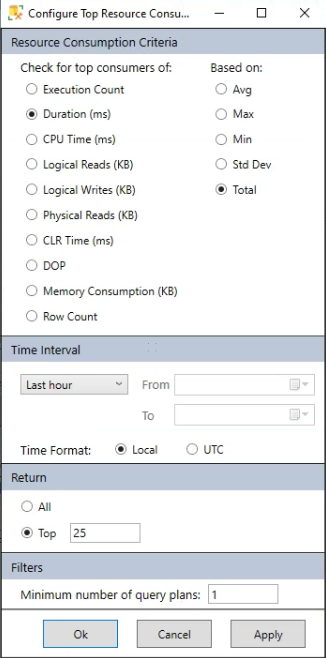 Configure Top Resource Consu...
Resource Consumption Criteria
Check for top consumers of:
Execution Count
Duration (ms)
CPU Time (ms)
Logical Reads (KB)
Logical Writes (KB)
Physical Reads (KB)
CLR Time (ms)
DOP
Memory Consumption (KB)
Row Count
Based on:
Avg
Max
Min
Std Dev
Total
Time Interval
Last hour
From
To
Time Format: Local UTC
Return
All
Top 25
Filters
Minimum number of query plans: 1
Ok Cancel Apply